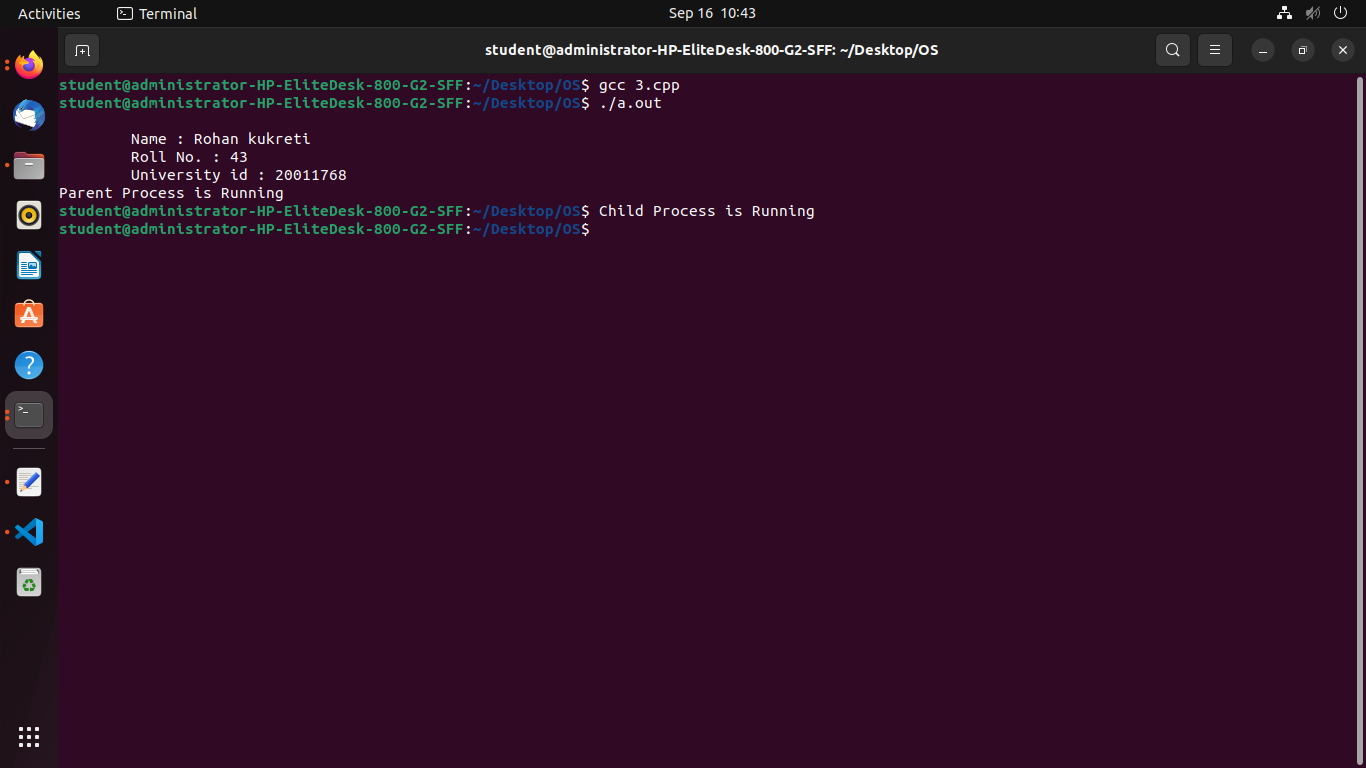 Activities Terminal Sep 16 10:43
student@administrator-HP-EliteDesk-800-G2-SFF: ~/Desktop/OS
student@administrator-HP-EliteDesk-800-G2-SFF:~/Desktop/OS$ gcc 3.cpp
student@administrator-HP-EliteDesk-800-G2-SFF:~/Desktop/OS$ ./a.out
Name : Rohan kukreti
Roll No. : 43
University id : 20011768
Parent Process is Running
student@administrator-HP-EliteDesk-800-G2-SFF:~/Desktop/OS$ Child Process is Running
student@administrator-HP-EliteDesk-800-G2-SFF:~/Desktop/OS$